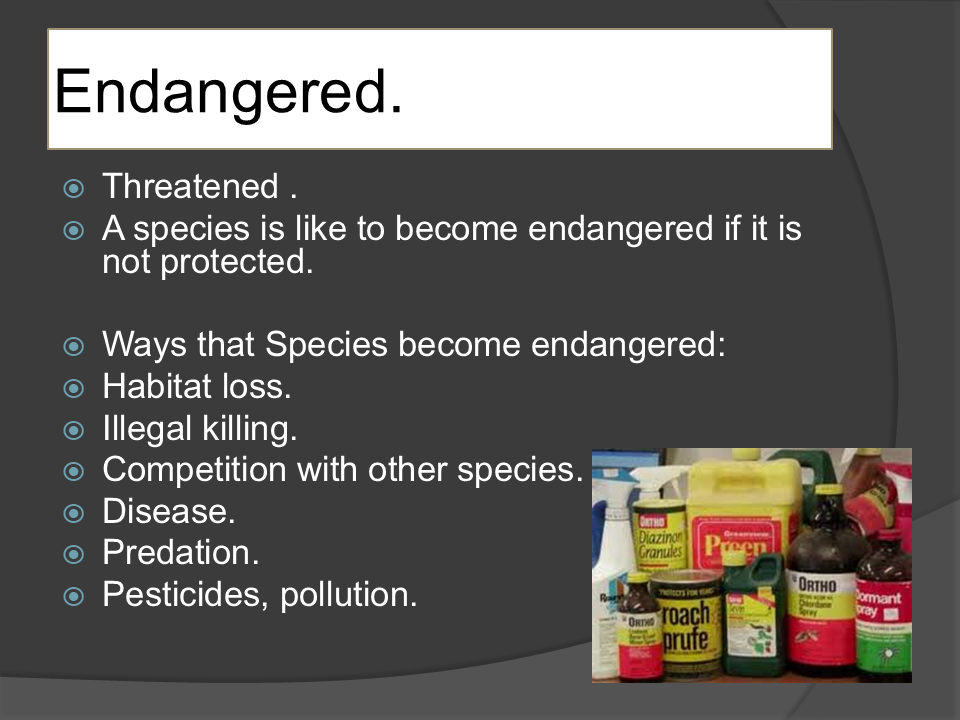 Endangered.
Threatened .
A species is like to become endangered if it is
not protected.
Ways that Species become endangered:
Habitat loss.
Illegal killing.
Competition with other species.
Disease.
Predation.
Pesticides, pollution.
ORTHO
Diazinon
Granules
Preen
Roun
ORTHO
roach
prufe
Sevin
ORTHO
Chlordane
Spray
Dormant
Spray